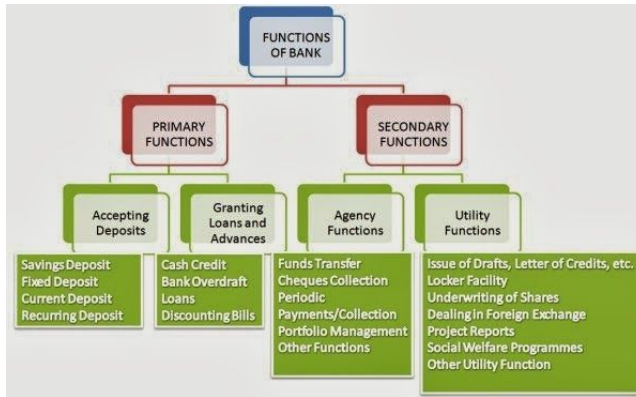 FUNCTIONS
OF BANK
PRIMARY
FUNCTIONS
SECONDARY
FUNCTIONS
Accepting
Deposits
Granting
Loans and
Advances
Agency
Functions
Utility
Functions
Savings Deposit
Fixed Deposit
Current Deposit
Recurring Deposit
Cash Credit
Bank Overdraft
Loans
Discounting Bills
Funds Transfer
Cheques Collection
Periodic
Payments/Collection
Portfolio Management
Other Functions
Issue of Drafts, Letter of Credits, etc.
Locker Facility
Underwriting of Shares
Dealing in Foreign Exchange
Project Reports
Social Welfare Programmes
Other Utility Function